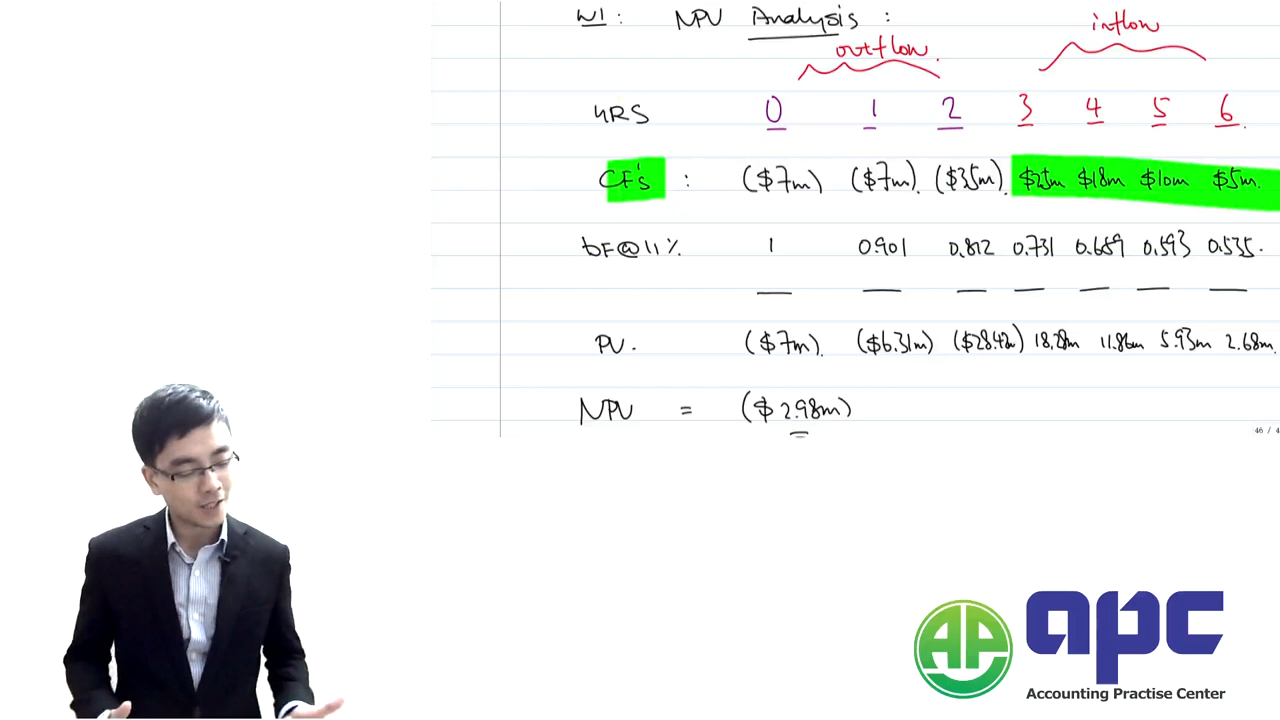 W1 : NPV Analysis :
outflow.
inflow
YRS 0 1 2 3 4 5 6.
CF's : ($7m) ($7m). ($35m). $25m $18m $10m $5m.
DF@11% 1 0.901 0.812 0.731 0.659 0.593 0.535.
PV. ($7m). ($6.31m) ($28.42m) 18.28m 11.86m 5.93m 2.68m.
NPV = ($2.98m)
46 / 4
AP apc
Accounting Practise Center